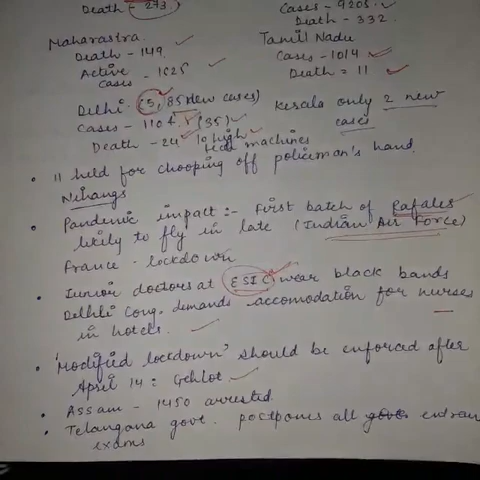 Death - 273
Cases - 9205
Death - 332
Maharastra.
Death - 149
Active Cases - 1025
Tamil Nadu
Cases - 1014
Death = 11
Delhi. (5, 85 New cases)
Cases - 1104 (35)
Death - 24 10 high tech machines
Kerala only 2 new cases
• 11 held for chooping off policman's hand.
Nihangs
• Pandemic impact :- First batch of Rafales
likely to fly in late (Indian Air Force)
France. lockdown
• Junior doctors at ESIC wear black bands
Delhi Cong. demands accomodation for nurses
in hotels.
• 'Modified lockdown' should be enforced after
April 14 : Gehlot
• Assam - 1450 arrested.
• Telangana govt. postpones all govt entran
exams